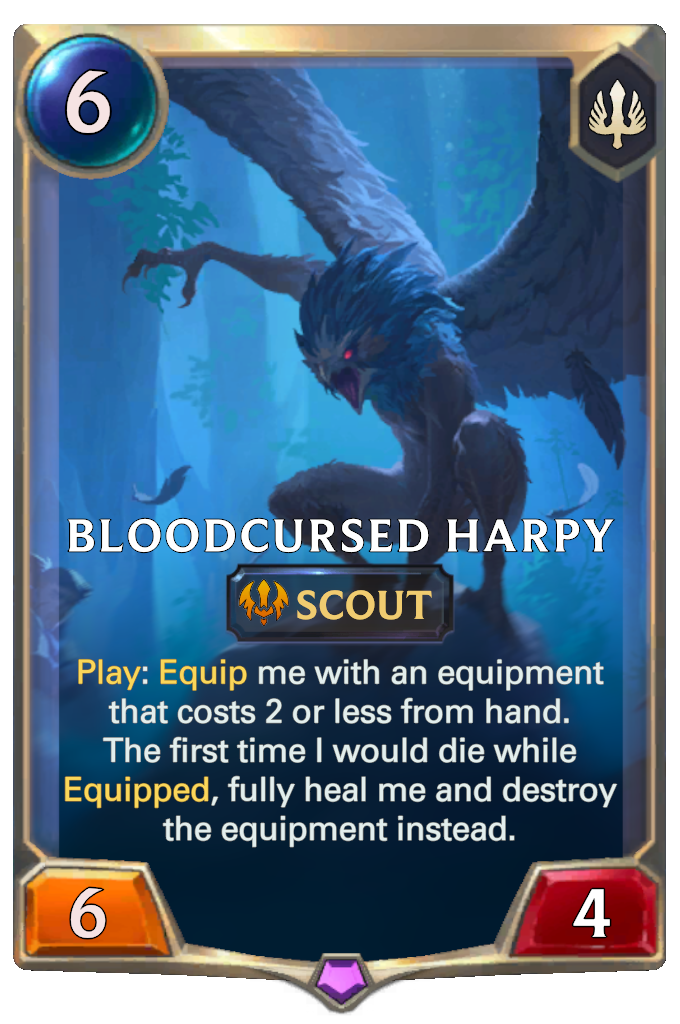 6
BLOODCURSED HARPY
SCOUT
Play: Equip me with an equipment
that costs 2 or less from hand.
The first time I would die while
Equipped, fully heal me and destroy
the equipment instead.
6
4